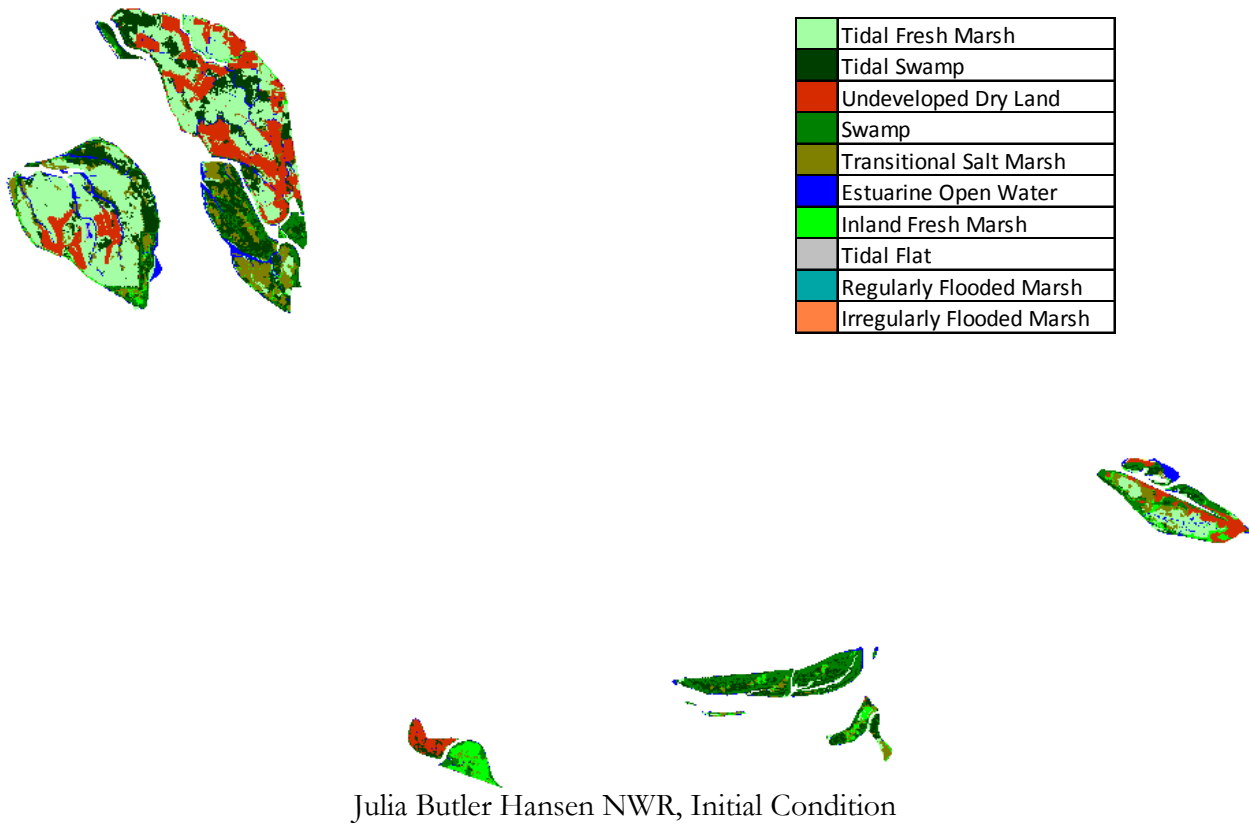 Tidal Fresh Marsh
Tidal Swamp
Undeveloped Dry Land
Swamp
Transitional Salt Marsh
Estuarine Open Water
Inland Fresh Marsh
Tidal Flat
Regularly Flooded Marsh
Irregularly Flooded Marsh
Julia Butler Hansen NWR, Initial Condition